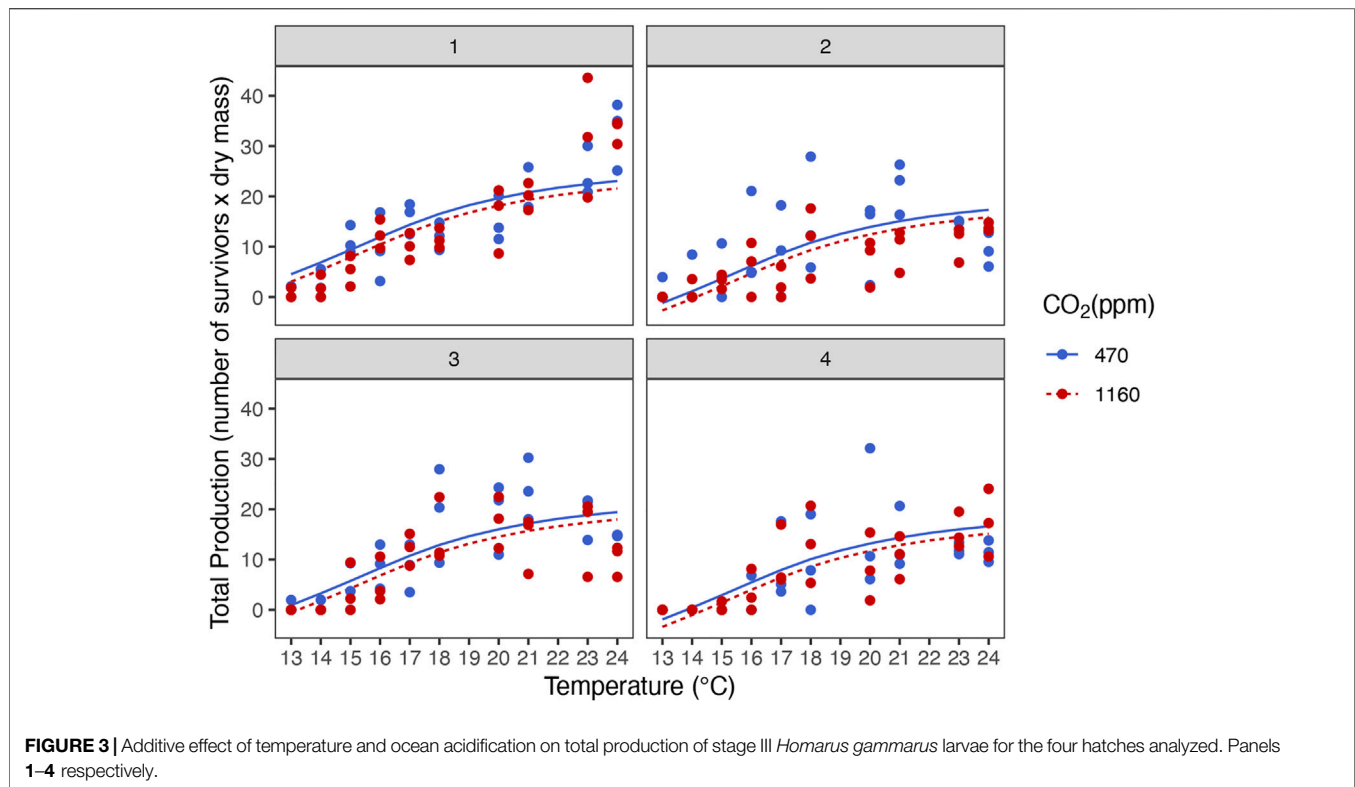 1
2
40
30
20
10
0
3
4
40
30
20
10
0
Total Production (number of survivors x dry mass)
13 14 15 16 17 18 19 20 21 22 23 24
13 14 15 16 17 18 19 20 21 22 23 24
Temperature (°C)
CO₂(ppm)
470
1160
FIGURE 3 | Additive effect of temperature and ocean acidification on total production of stage III Homarus gammarus larvae for the four hatches analyzed. Panels
1–4 respectively.